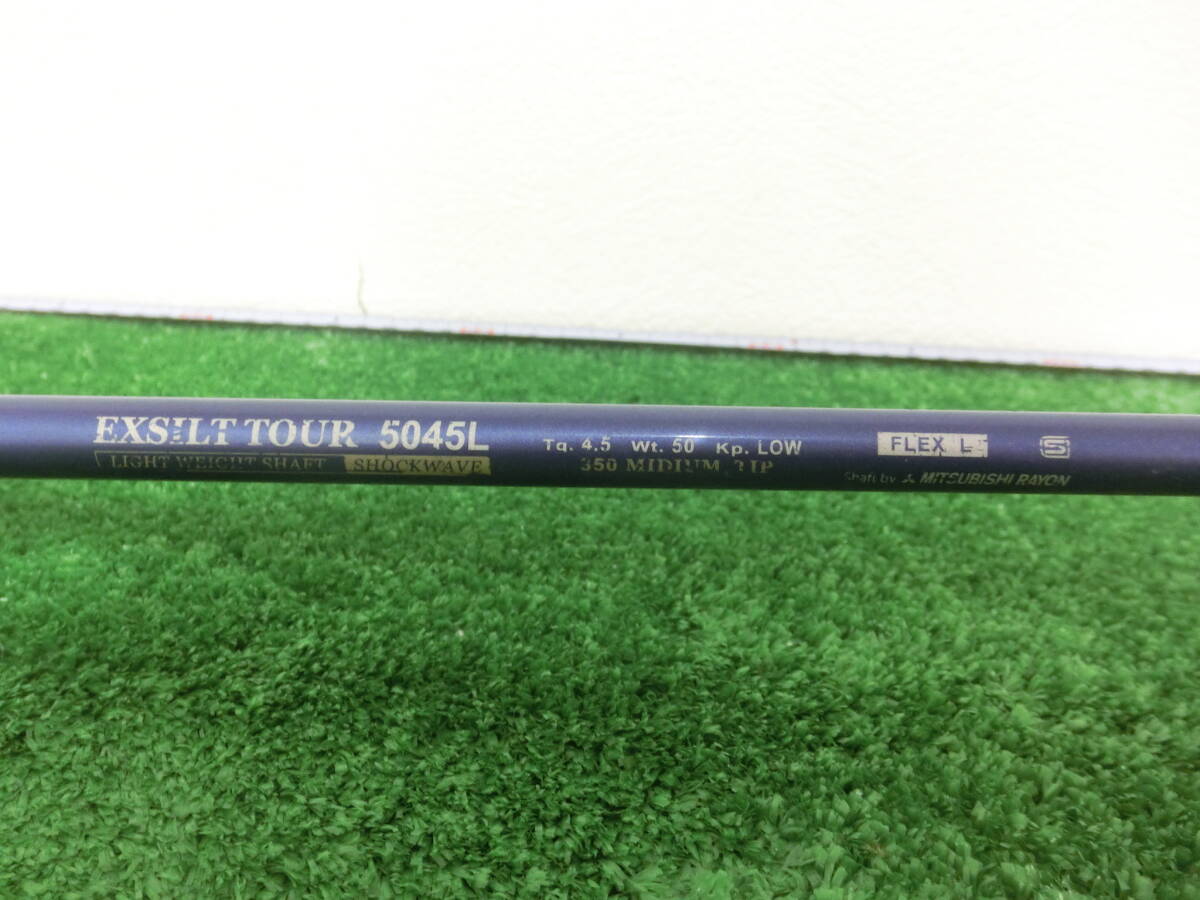 EXSILT TOUR 5045L
LIGHT WEIGHT SHAFT SHOCKWAVE
Tq. 4.5 Wt. 50 Kp. LOW
350 MIDIUM TIP
FLEX L S
Shaft by MITSUBISHI RAYON